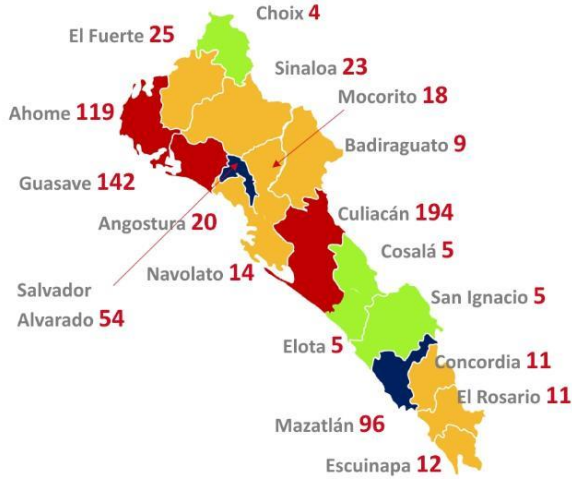 Choix 4
El Fuerte 25
Sinaloa 23
Mocorito 18
Ahome 119
Badiraguato 9
Guasave 142
Culiacán 194
Angostura 20
Cosalá 5
Navolato 14
Salvador
Alvarado 54
San Ignacio 5
Elota 5
Concordia 11
El Rosario 11
Mazatlán 96
Escuinapa 12